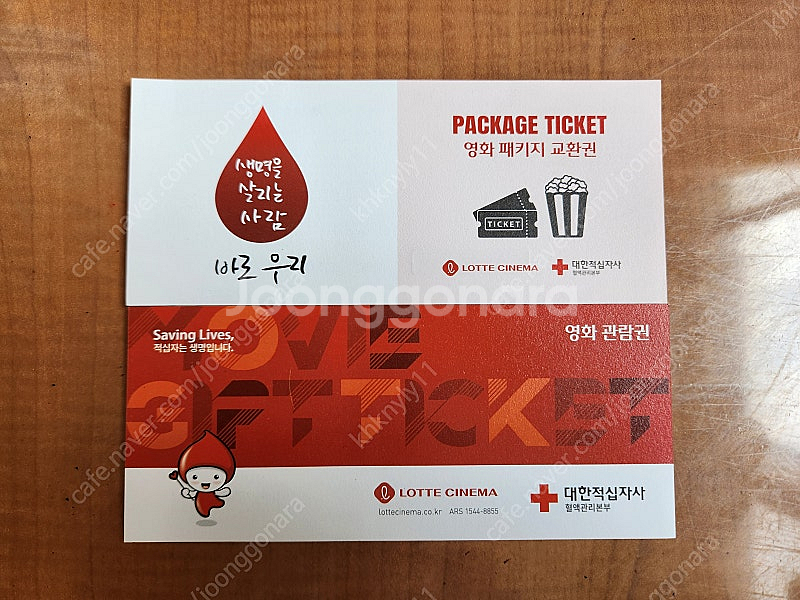 생명을
살리는
사람
바로 우리
PACKAGE TICKET
영화 패키지 교환권
TICKET
LOTTE CINEMA
대한적십자사
혈액관리본부
Joonggonara
Saving Lives,
적십자는 생명입니다.
영화 관람권
MOVIE
GIFT TICKET
LOTTE CINEMA
lottecinema.co.kr ARS 1544-8855
대한적십자사
혈액관리본부
cafe.naver.com/joonggonara
khknyly11